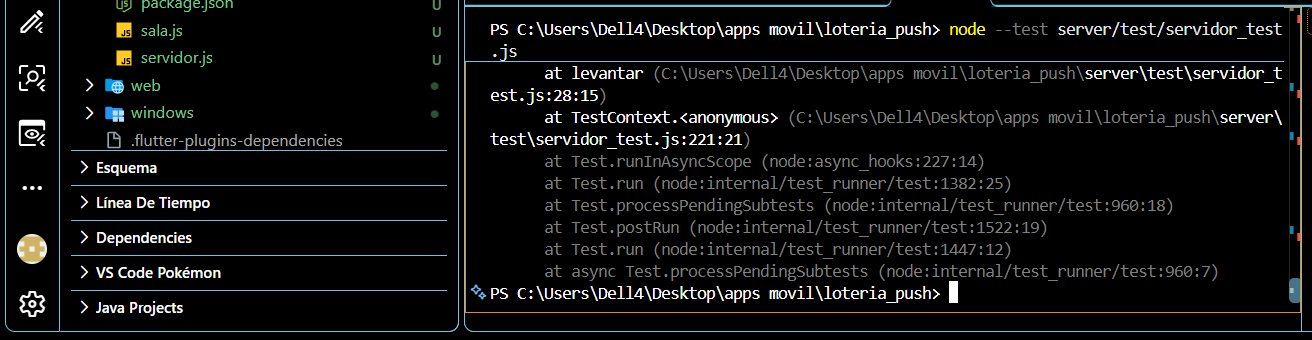 package.json
U
sala.js
U
servidor.js
U
web
windows
.flutter-plugins-dependencies
Esquema
Línea De Tiempo
Dependencies
VS Code Pokémon
Java Projects
PS C:\Users\Dell4\Desktop\apps movil\loteria_push> node --test server/test/servidor_test
.js
at levantar (C:\Users\Dell4\Desktop\apps movil\loteria_push\server\test\servidor_t
est.js:28:15)
at TestContext.<anonymous> (C:\Users\Dell4\Desktop\apps movil\loteria_push\server\
test\servidor_test.js:221:21)
at Test.runInAsyncScope (node:async_hooks:227:14)
at Test.run (node:internal/test_runner/test:1382:25)
at Test.processPendingSubtests (node:internal/test_runner/test:960:18)
at Test.postRun (node:internal/test_runner/test:1522:19)
at Test.run (node:internal/test_runner/test:1447:12)
at async Test.processPendingSubtests (node:internal/test_runner/test:960:7)
PS C:\Users\Dell4\Desktop\apps movil\loteria_push>